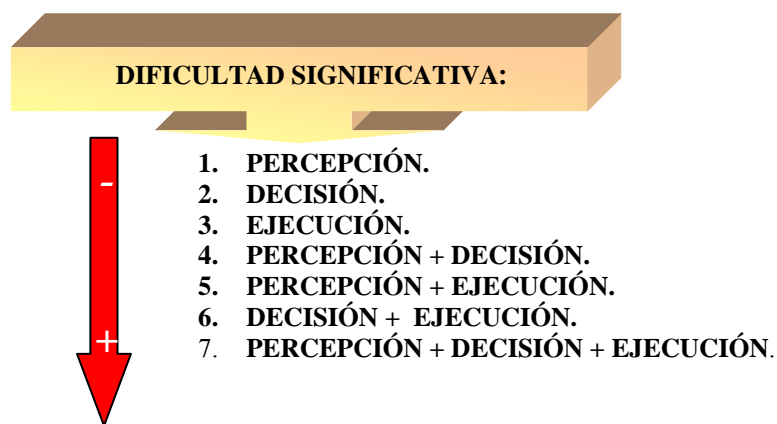 DIFICULTAD SIGNIFICATIVA:
-
1. PERCEPCIÓN.
2. DECISIÓN.
3. EJECUCIÓN.
4. PERCEPCIÓN + DECISIÓN.
5. PERCEPCIÓN + EJECUCIÓN.
6. DECISIÓN + EJECUCIÓN.
+
7. PERCEPCIÓN + DECISIÓN + EJECUCIÓN.